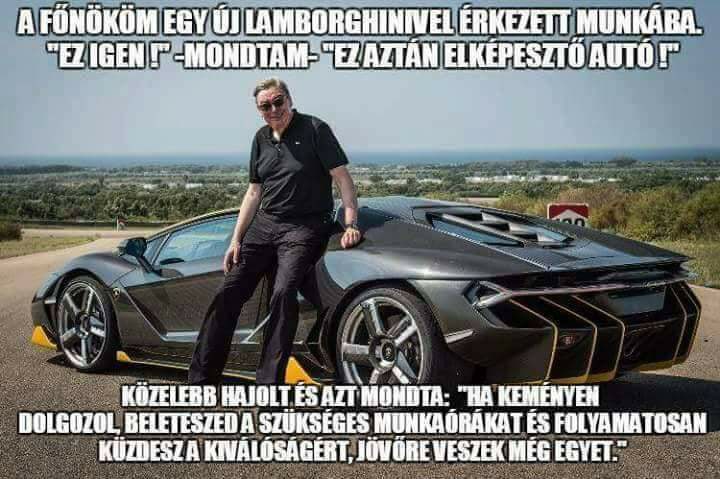 A FŐNÖKÖM EGY ÚJ LAMBORGHINIVEL ÉRKEZETT MUNKÁBA.
"EZ IGEN !" -MONDTAM- "EZ AZTÁN ELKÉPESZTŐ AUTÓ !"
KÖZELEBB HAJOLT ÉS AZT MONDTA: "HA KEMÉNYEN
DOLGOZOL, BELETESZED A SZÜKSÉGES MUNKAÓRÁKAT ÉS FOLYAMATOSAN
KÜZDESZ A KIVÁLÓSÁGÉRT, JÖVŐRE VESZEK MÉG EGYET."